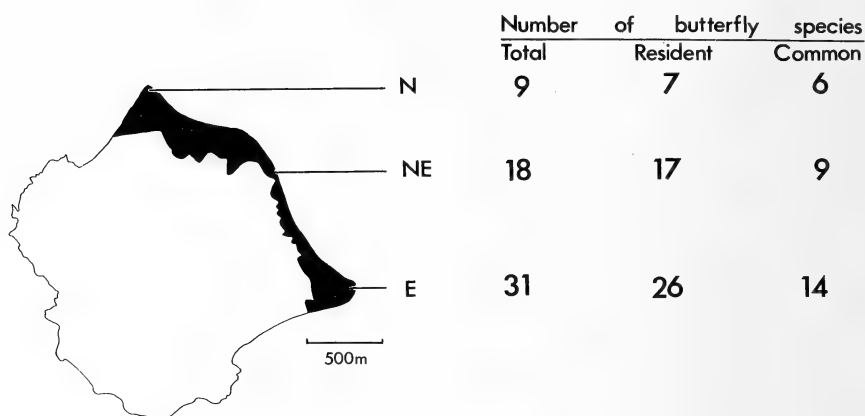 Number of butterfly species
Total Resident Common
N 9 7 6
NE 18 17 9
E 31 26 14
500m